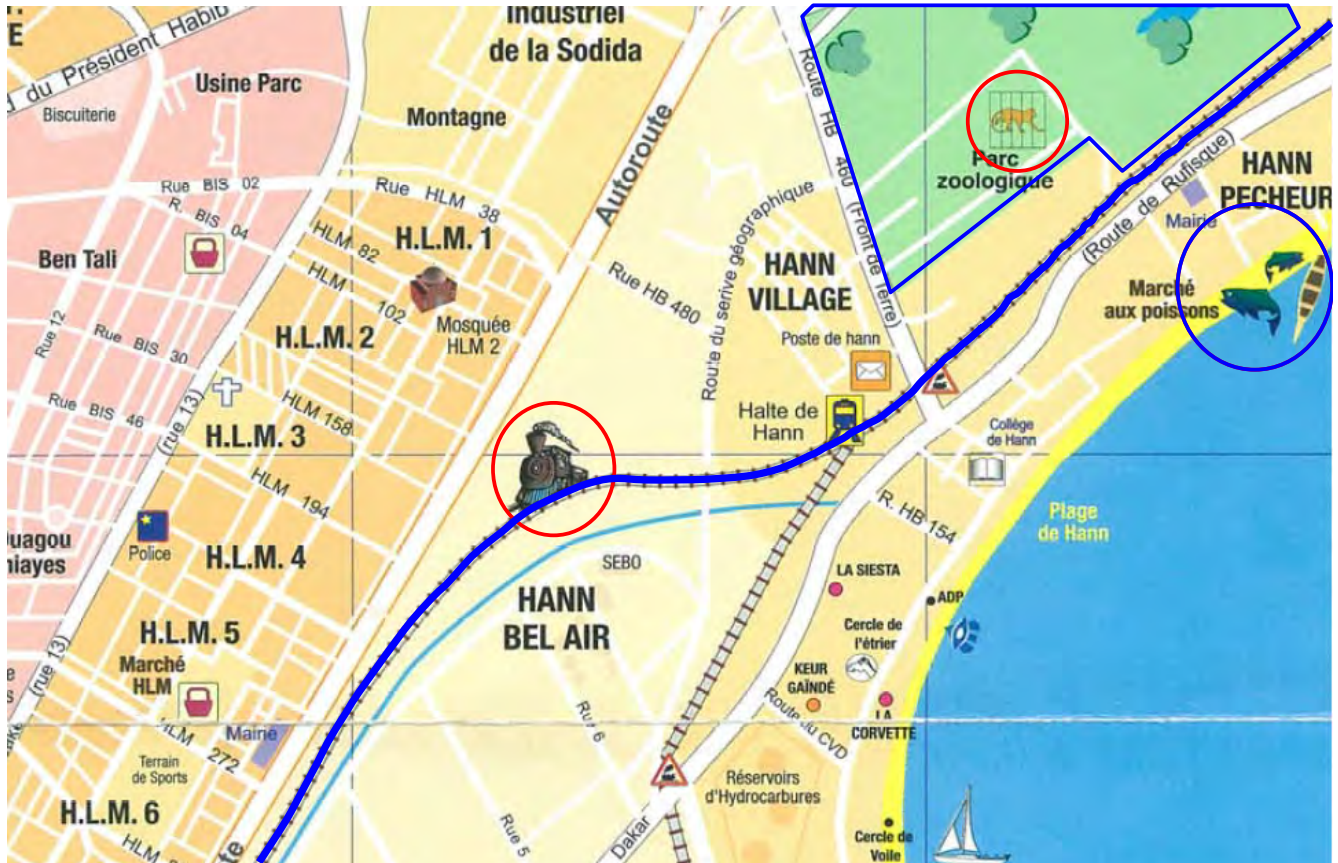 E
d du Président Habib
Usine Parc
Biscuiterie
Industriel
de la Sodida
Montagne
Autoroute
Route HB 460 (Front de Terre)
Parc
zoologique
(Route de Rufisque)
HANN
PECHEUR
Mairie
Marché
aux poissons
Rue BIS 02
R. BIS 04
Rue HLM 38
HLM 82
H.L.M. 1
HLM 102
Ben Tali
Mosquée
HLM 2
Rue HB 480
Route du serive géographique
HANN
VILLAGE
Poste de hann
Rue 12
Rue BIS 30
H.L.M. 2
Rue BIS 46
(rue 13)
HLM 158
H.L.M. 3
Halte de
Hann
Collège
de Hann
HLM 194
R. HB 154
Plage
de Hann
Police
H.L.M. 4
SEBO
LA SIESTA
ADP
HANN
BEL AIR
Cercle de
l'étrier
H.L.M. 5
(rue 13)
Marché
HLM
KEUR
GAÏNDÉ
LA
CORVETTE
Route du CVD
Rue 6
HLM 272
Mairie
Terrain
de Sports
Réservoirs
d'Hydrocarbures
H.L.M. 6
HLM
Rue 5
Dakar
Cercle de
Voile